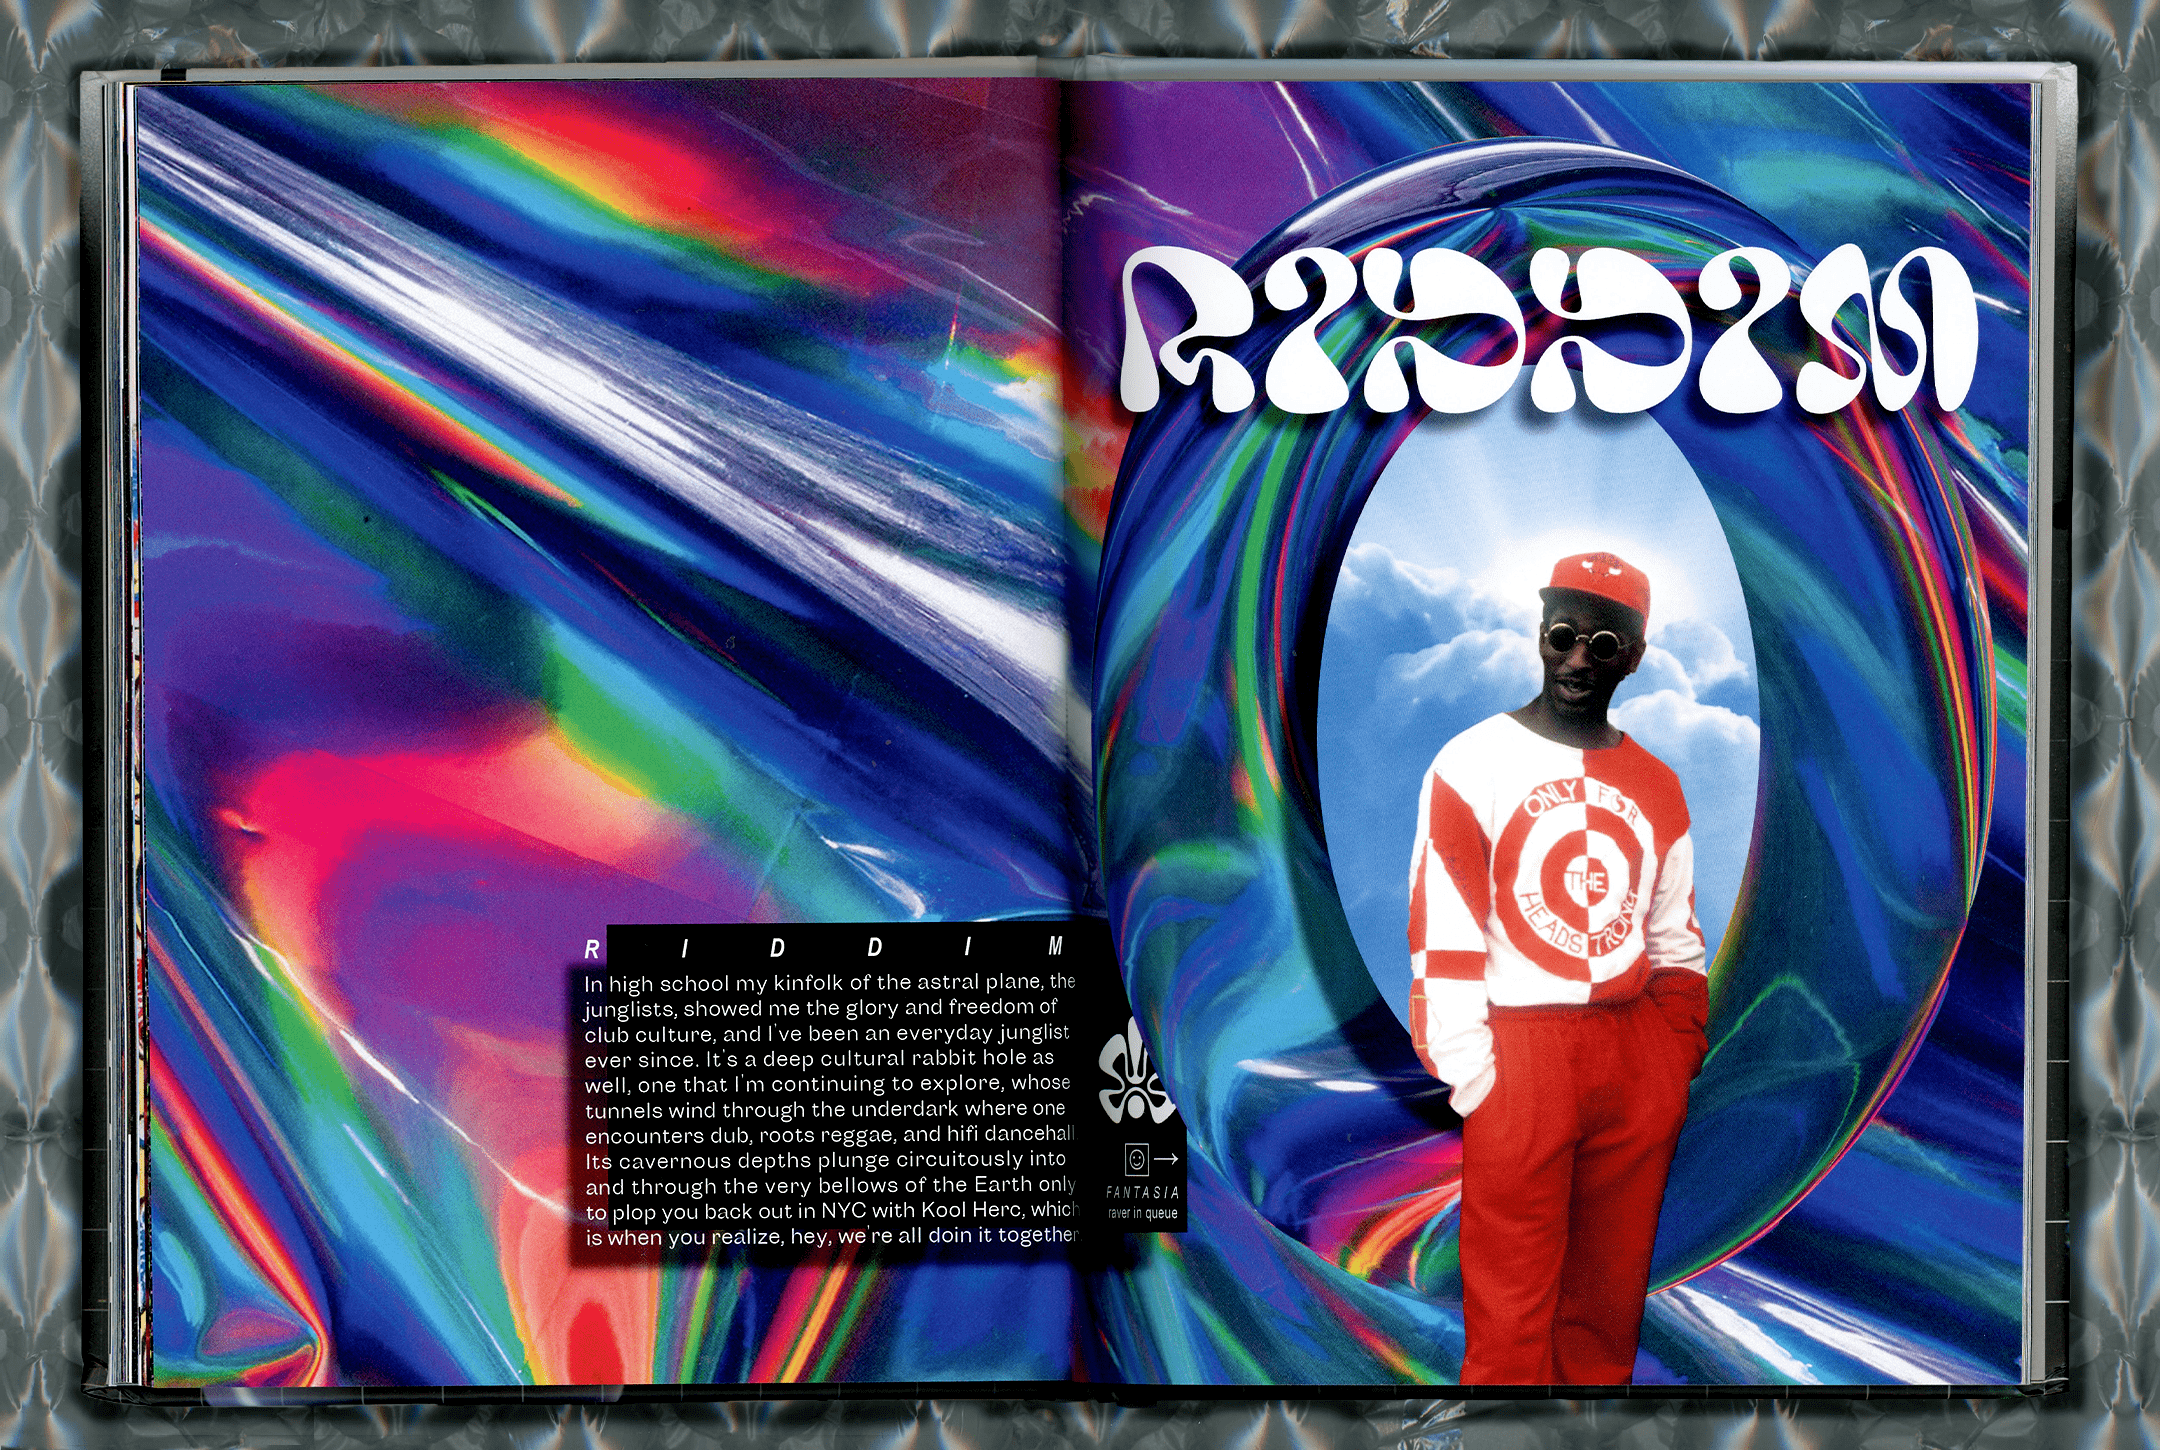 RIDDIM
ONLY FOR
THE
HEADSTRONG
R I D D I M
In high school my kinfolk of the astral plane, the
junglists, showed me the glory and freedom of
club culture, and I've been an everyday junglist
ever since. It's a deep cultural rabbit hole as
well, one that I'm continuing to explore, whose
tunnels wind through the underdark where one
encounters dub, roots reggae, and hifi dancehall
Its cavernous depths plunge circuitously into
and through the very bellows of the Earth only
to plop you back out in NYC with Kool Herc, which
is when you realize, hey, we're all doin it together.
FANTASIA
raver in queue